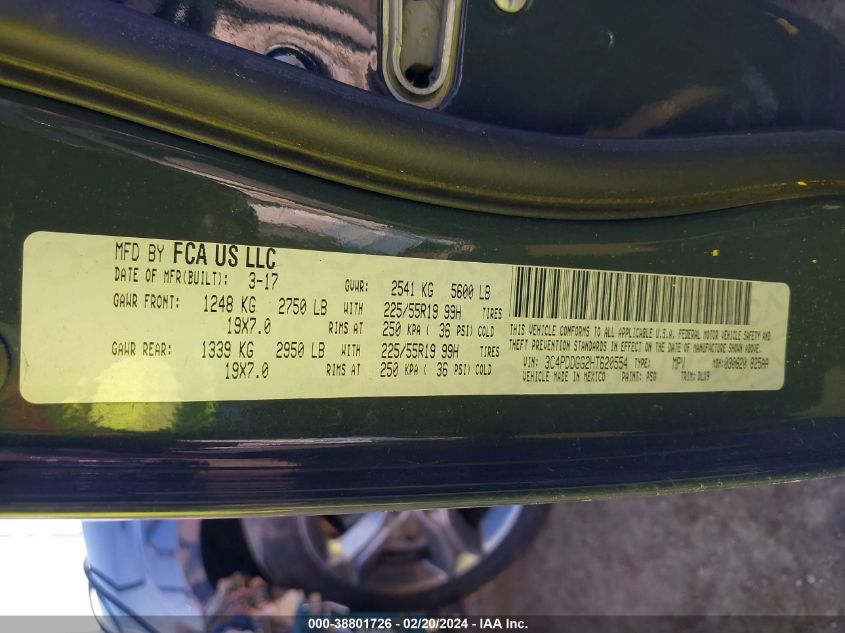 MFD BY FCA US LLC
DATE OF MFR(BUILT): 3-17 GVWR: 2541 KG 5600 LB
GAWR FRONT: 1248 KG 2750 LB WITH 225/55R19 99H TIRES
19X7.0 RIMS AT 250 KPA ( 36 PSI) COLD
GAWR REAR: 1339 KG 2950 LB WITH 225/55R19 99H TIRES
19X7.0 RIMS AT 250 KPA ( 36 PSI) COLD
THIS VEHICLE CONFORMS TO ALL APPLICABLE U.S.A. FEDERAL MOTOR VEHICLE SAFETY AND
THEFT PREVENTION STANDARDS IN EFFECT ON THE DATE OF MANUFACTURE SHOWN ABOVE.
VIN: 3C4PDDGG2HT620554 TYPE: MPV MDH: 030620 825AA
VEHICLE MADE IN MEXICO PAINT: TRIM: DLX9
000-38801726 - 02/20/2024 - IAA Inc.